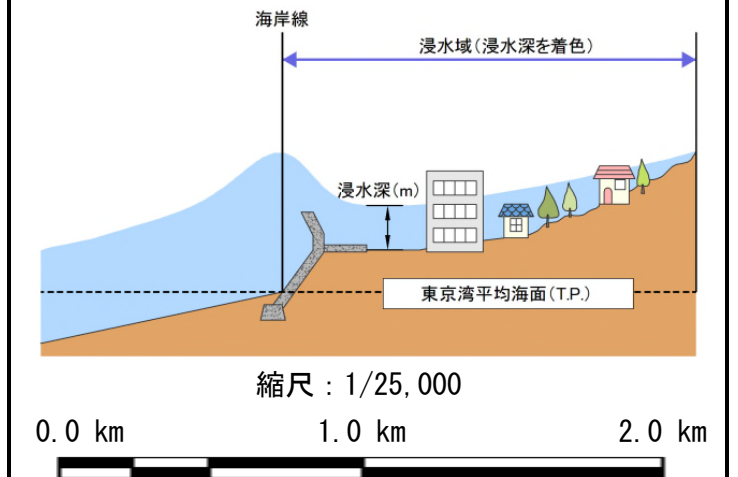 海岸線
浸水域(浸水深を着色)
浸水深(m)
東京湾平均海面(T.P.)
縮尺:1/25,000
0.0 km 1.0 km 2.0 km